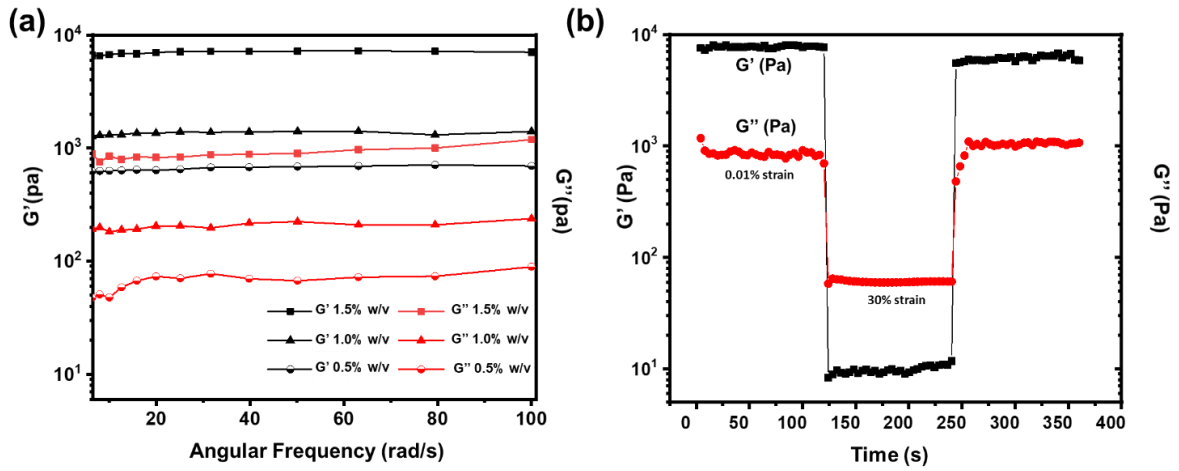 (a)
10⁴
10³
10²
10¹
G'(pa)
G''(pa)
20
40
60
80
100
Angular Frequency (rad/s)
G' 1.5% w/v
G'' 1.5% w/v
G' 1.0% w/v
G'' 1.0% w/v
G' 0.5% w/v
G'' 0.5% w/v
(b)
10⁴
10³
10²
10¹
G' (Pa)
G'' (Pa)
G' (Pa)
G'' (Pa)
0.01% strain
30% strain
0
50
100
150
200
250
300
350
400
Time (s)